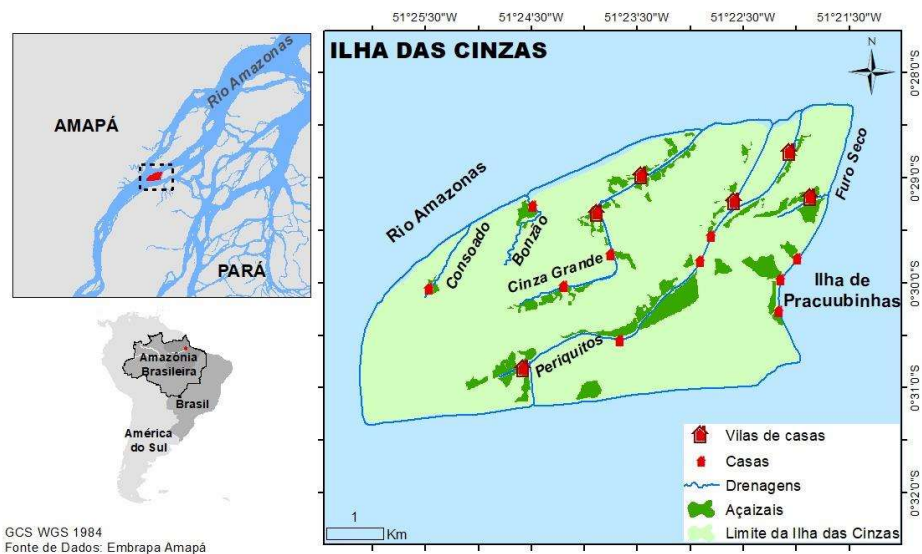 AMAPÁ
Rio Amazonas
PARÁ
Amazônia
Brasileira
Brasil
América
do Sul
GCS WGS 1984
Fonte de Dados: Embrapa Amapá
51°25'30"W
51°24'30"W
51°23'30"W
51°22'30"W
51°21'30"W
ILHA DAS CINZAS
N
0°28'0"S
0°29'0"S
0°30'0"S
0°31'0"S
0°32'0"S
Rio Amazonas
Consoado
Bonzão
Cinza Grande
Periquitos
Furo Seco
Ilha de
Pracuubinhas
1
Km
Vilas de casas
Casas
Drenagens
Açaizais
Limite da Ilha das Cinzas